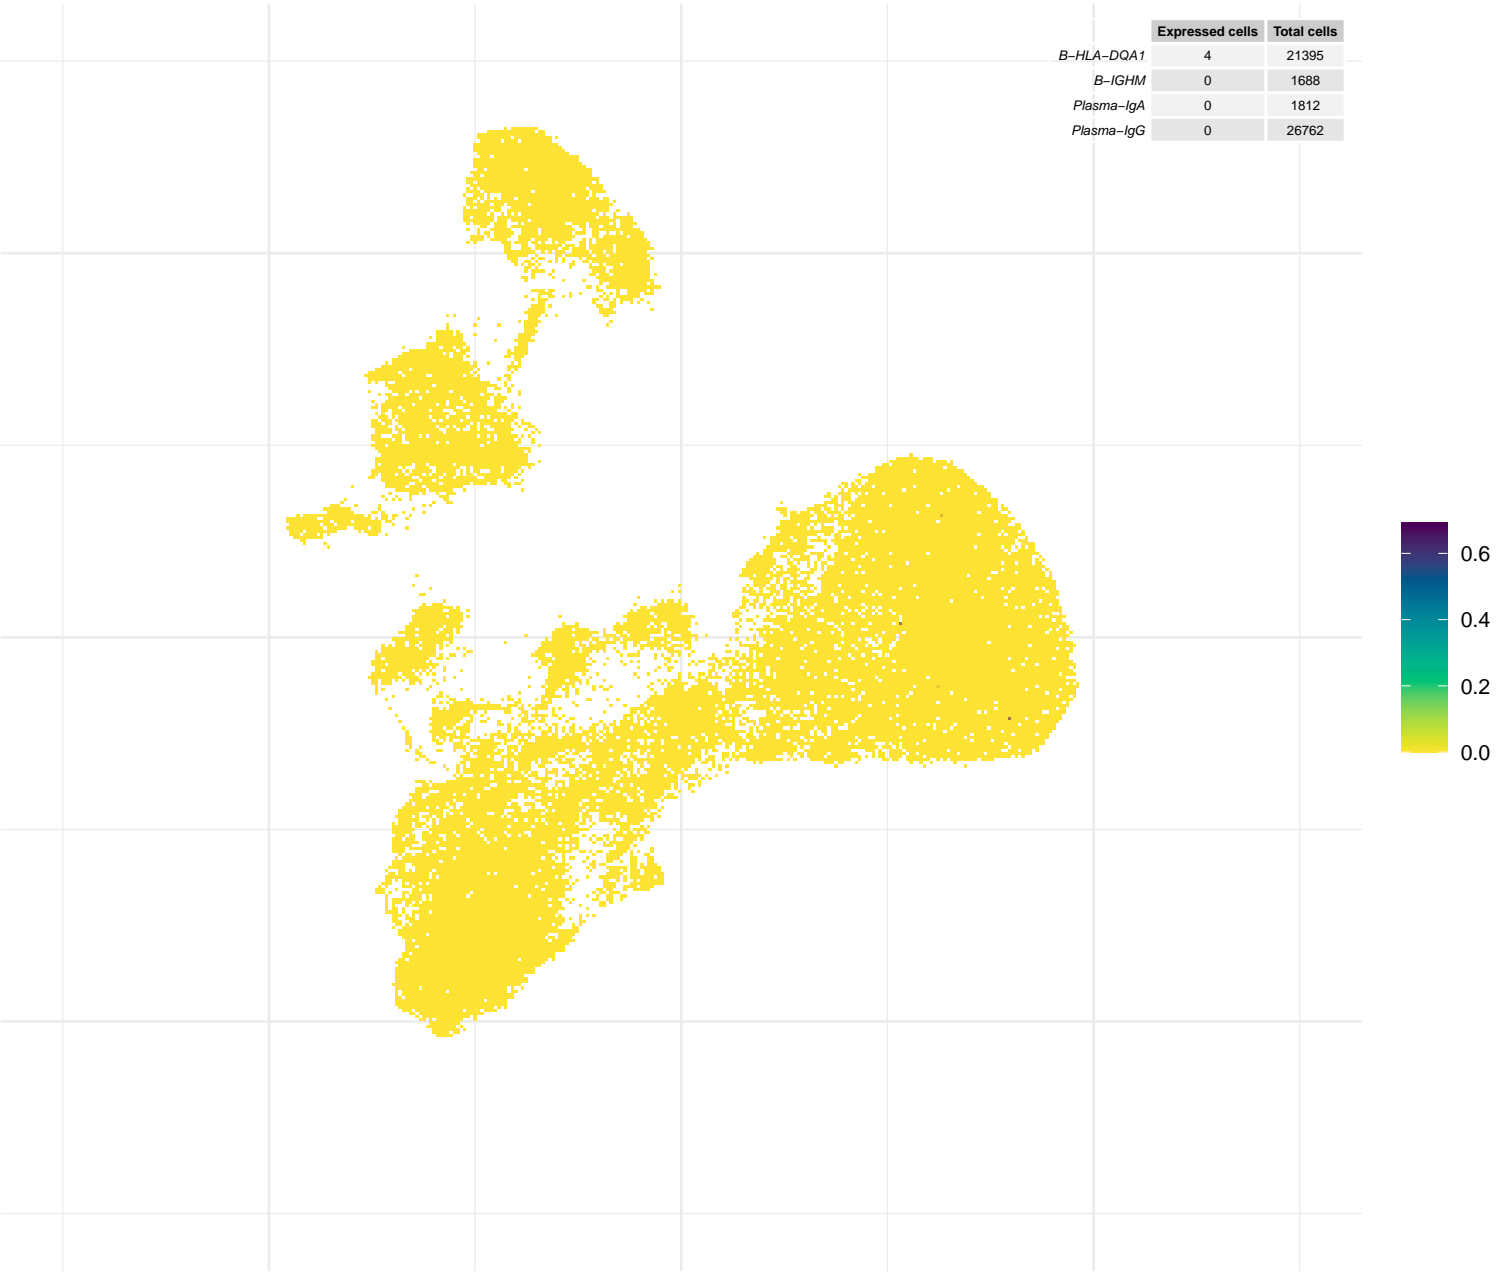 Expressed cells Total cells
B−HLA−DQA1 4 21395
B−IGHM 0 1688
Plasma−IgA 0 1812
Plasma−IgG 0 26762
0.6
0.4
0.2
0.0